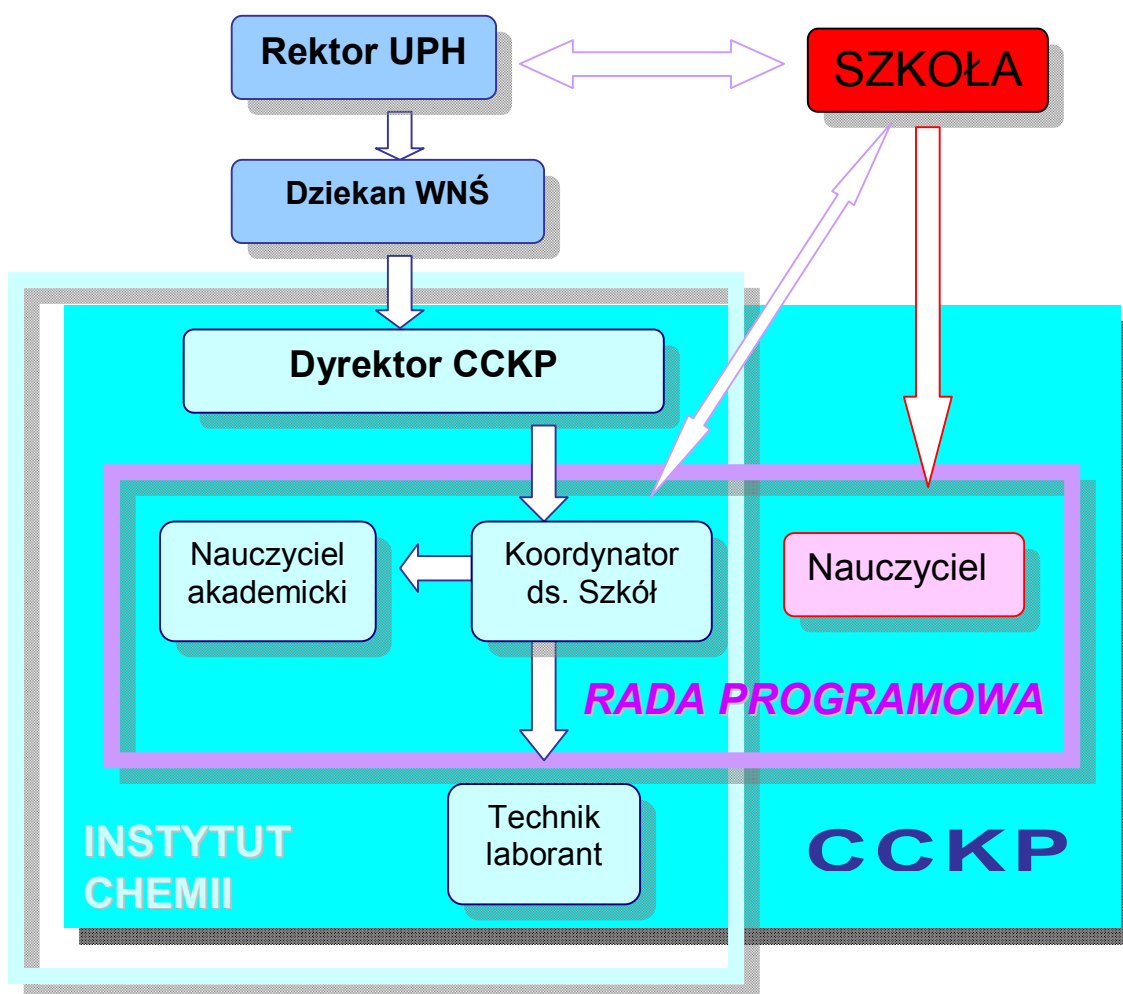 Rektor UPH
SZKOŁA
Dziekan WNŚ
Dyrektor CCKP
Nauczyciel
akademicki
Koordynator
ds. Szkół
Nauczyciel
RADA PROGRAMOWA
Technik
laborant
INSTYTUT
CHEMII
CCKP